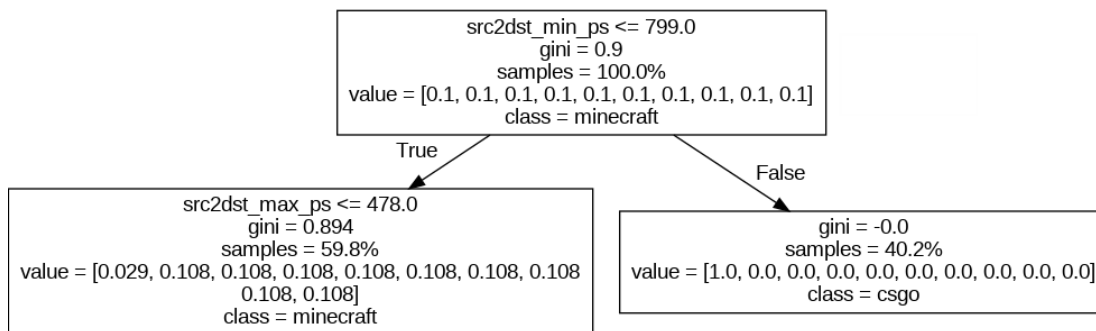 src2dst_min_ps <= 799.0
gini = 0.9
samples = 100.0%
value = [0.1, 0.1, 0.1, 0.1, 0.1, 0.1, 0.1, 0.1, 0.1, 0.1]
class = minecraft
True
False
src2dst_max_ps <= 478.0
gini = 0.894
samples = 59.8%
value = [0.029, 0.108, 0.108, 0.108, 0.108, 0.108, 0.108, 0.108
0.108, 0.108]
class = minecraft
gini = -0.0
samples = 40.2%
value = [1.0, 0.0, 0.0, 0.0, 0.0, 0.0, 0.0, 0.0, 0.0, 0.0]
class = csgo